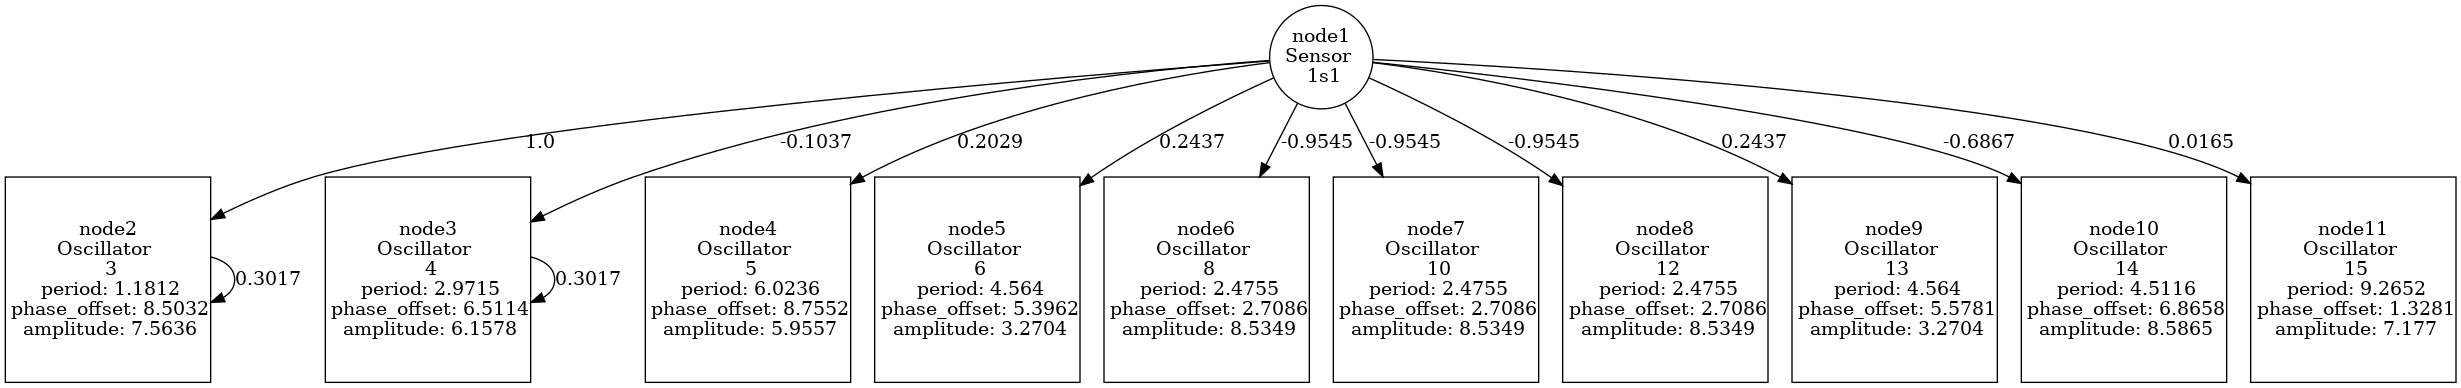 node1
Sensor
1s1
1.0
-0.1037
0.2029
0.2437
-0.9545
-0.9545
-0.9545
0.2437
-0.6867
0.0165
node2
Oscillator
3
period: 1.1812
phase_offset: 8.5032
amplitude: 7.5636
0.3017
node3
Oscillator
4
period: 2.9715
phase_offset: 6.5114
amplitude: 6.1578
0.3017
node4
Oscillator
5
period: 6.0236
phase_offset: 8.7552
amplitude: 5.9557
node5
Oscillator
6
period: 4.564
phase_offset: 5.3962
amplitude: 3.2704
node6
Oscillator
8
period: 2.4755
phase_offset: 2.7086
amplitude: 8.5349
node7
Oscillator
10
period: 2.4755
phase_offset: 2.7086
amplitude: 8.5349
node8
Oscillator
12
period: 2.4755
phase_offset: 2.7086
amplitude: 8.5349
node9
Oscillator
13
period: 4.564
phase_offset: 5.5781
amplitude: 3.2704
node10
Oscillator
14
period: 4.5116
phase_offset: 6.8658
amplitude: 8.5865
node11
Oscillator
15
period: 9.2652
phase_offset: 1.3281
amplitude: 7.177